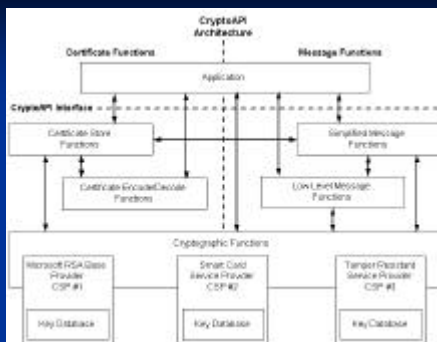 CryptoAPI
Architecture
Certificate Functions
Message Functions
Application
CryptoAPI Interface
Certificate Store
Functions
Simplified Message
Functions
Certificate Encode/Decode
Functions
Low Level Message
Functions
Cryptographic Functions
Microsoft RSA Base
Provider
CSP #1
Key Database
Smart Card
Service Provider
CSP #2
Key Database
Tamper Resistant
Service Provider
CSP #3
Key Database